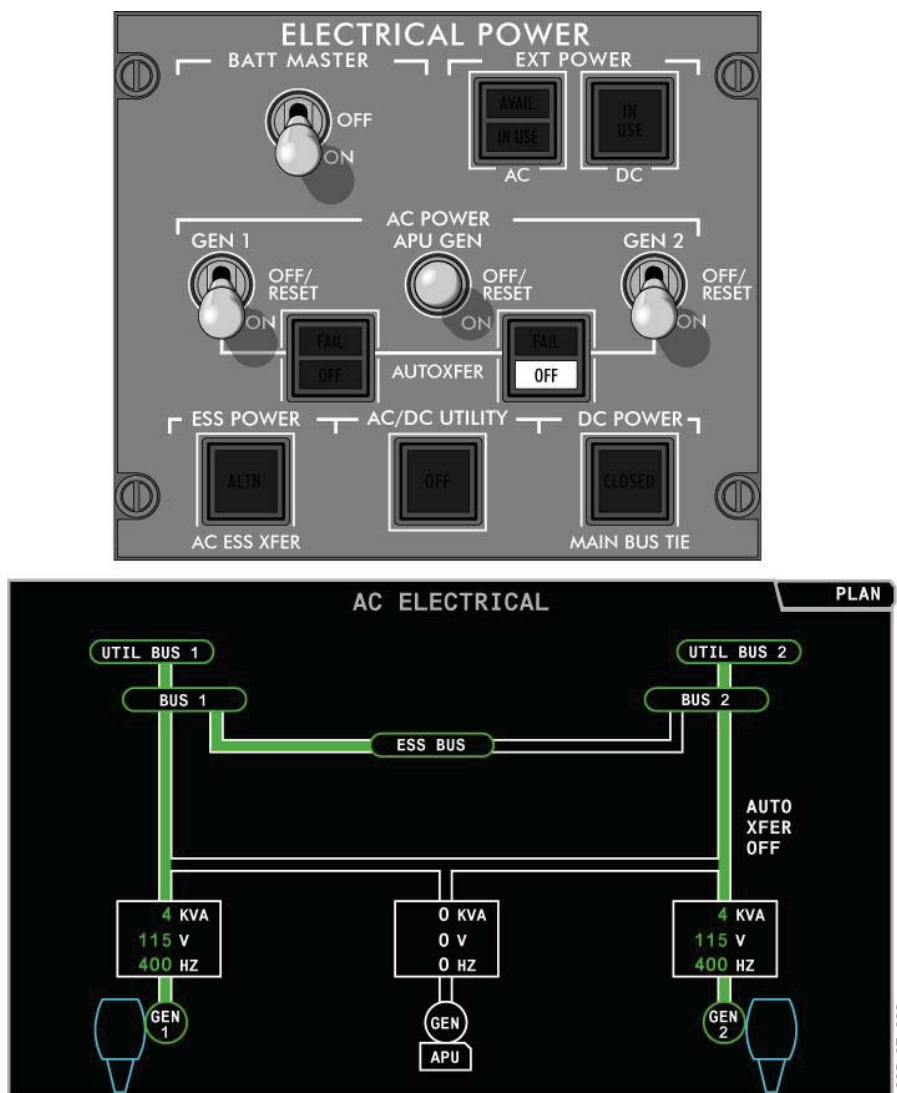 ELECTRICAL POWER
BATT MASTER
EXT POWER
OFF
ON
AVAIL
IN USE
IN
USE
AC
DC
AC POWER
GEN 1
APU GEN
GEN 2
OFF/
RESET
ON
OFF/
RESET
ON
OFF/
RESET
ON
FAIL
OFF
AUTOXFER
FAIL
OFF
ESS POWER
AC/DC UTILITY
DC POWER
ALTN
OFF
CLOSED
AC ESS XFER
MAIN BUS TIE
AC ELECTRICAL
PLAN
UTIL BUS 1
UTIL BUS 2
BUS 1
BUS 2
ESS BUS
AUTO
XFER
OFF
4 KVA
115 V
400 HZ
0 KVA
0 V
0 HZ
4 KVA
115 V
400 HZ
GEN
1
GEN
APU
GEN
2